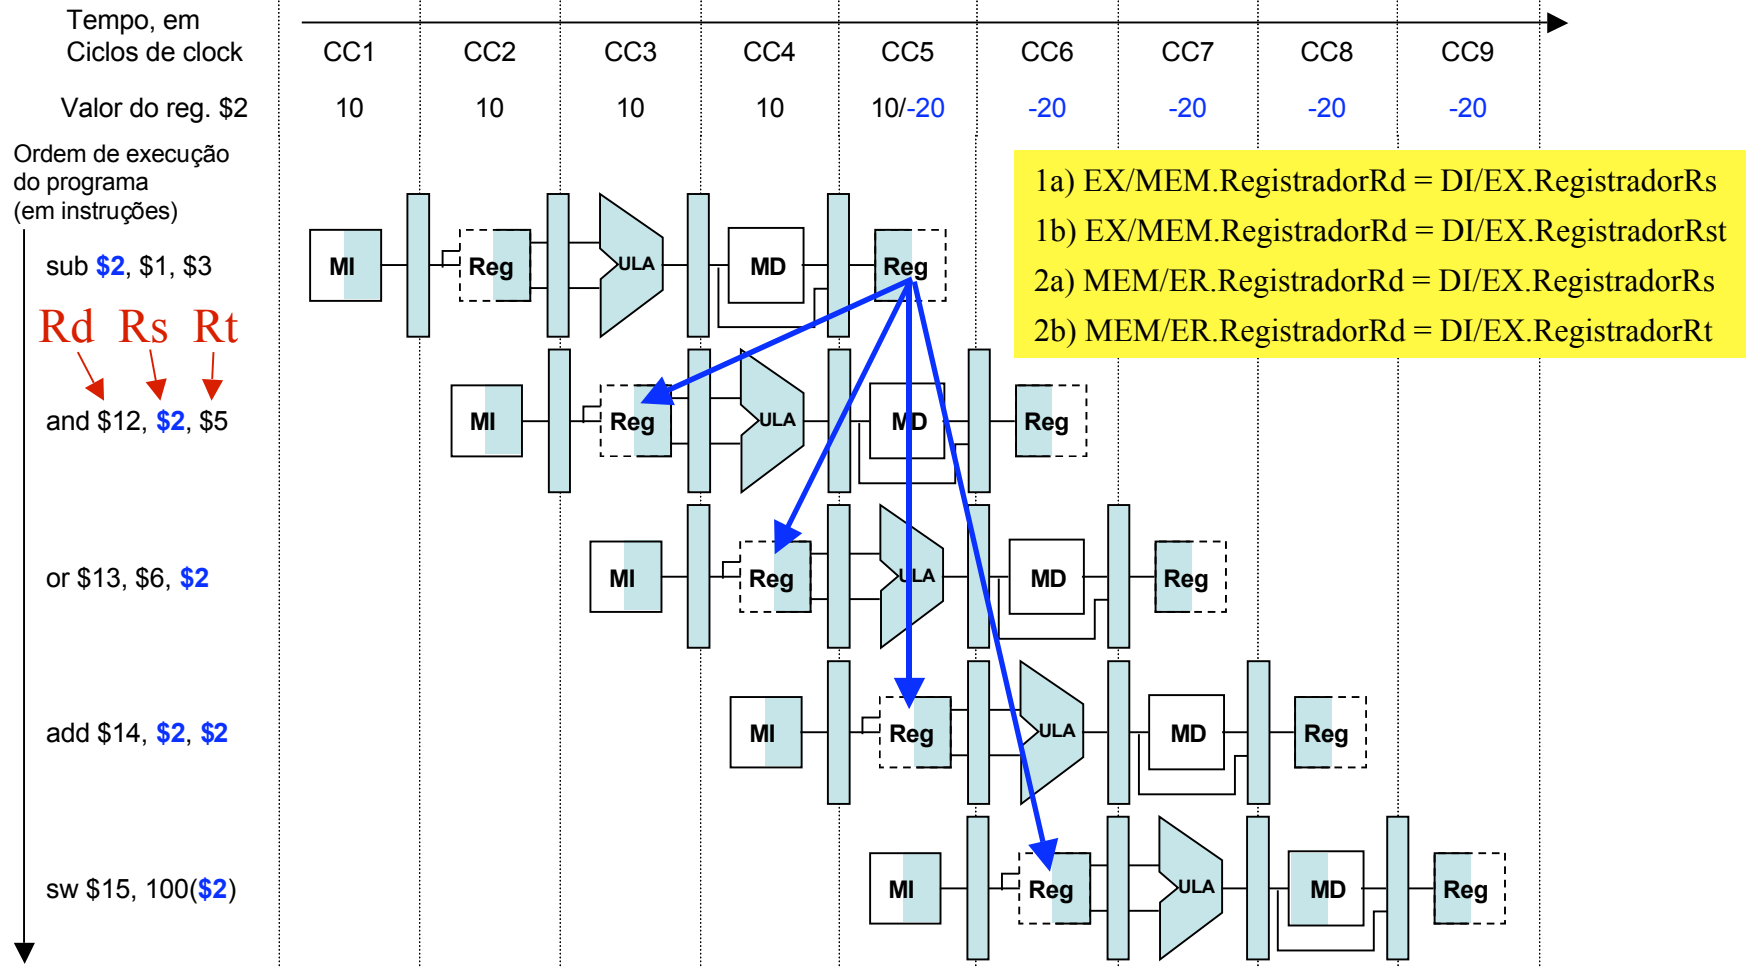 Tempo, em
Ciclos de clock
CC1 CC2 CC3 CC4 CC5 CC6 CC7 CC8 CC9
Valor do reg. $2 10 10 10 10 10/-20 -20 -20 -20 -20
Ordem de execução
do programa
(em instruções)
1a) EX/MEM.RegistradorRd = DI/EX.RegistradorRs
1b) EX/MEM.RegistradorRd = DI/EX.RegistradorRst
2a) MEM/ER.RegistradorRd = DI/EX.RegistradorRs
2b) MEM/ER.RegistradorRd = DI/EX.RegistradorRt
sub $2, $1, $3 MI Reg ULA MD Reg
Rd Rs Rt
and $12, $2, $5 MI Reg ULA MD Reg
or $13, $6, $2 MI Reg ULA MD Reg
add $14, $2, $2 MI Reg ULA MD Reg
sw $15, 100($2) MI Reg ULA MD Reg